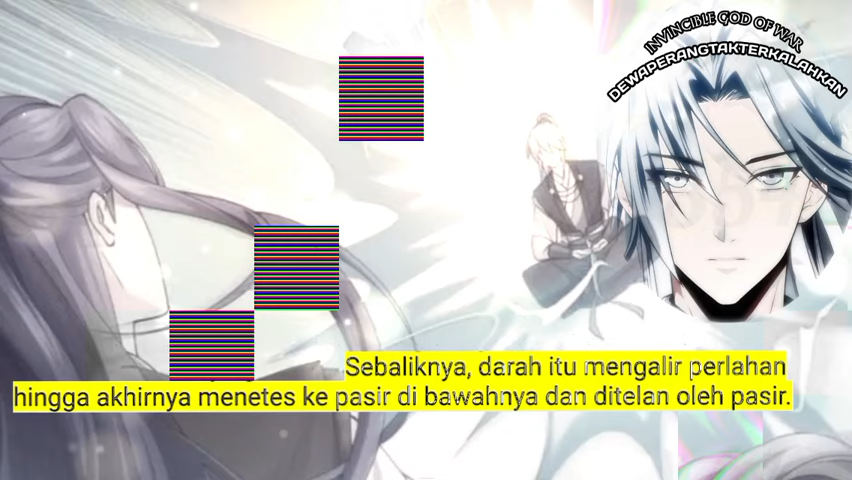 INVINCIBLE GOD OF WAR
DEWAPERANGTAKTERKALAHKAN
Sebaliknya, darah itu mengalir perlahan
hingga akhirnya menetes ke pasir di bawahnya dan ditelan oleh pasir.